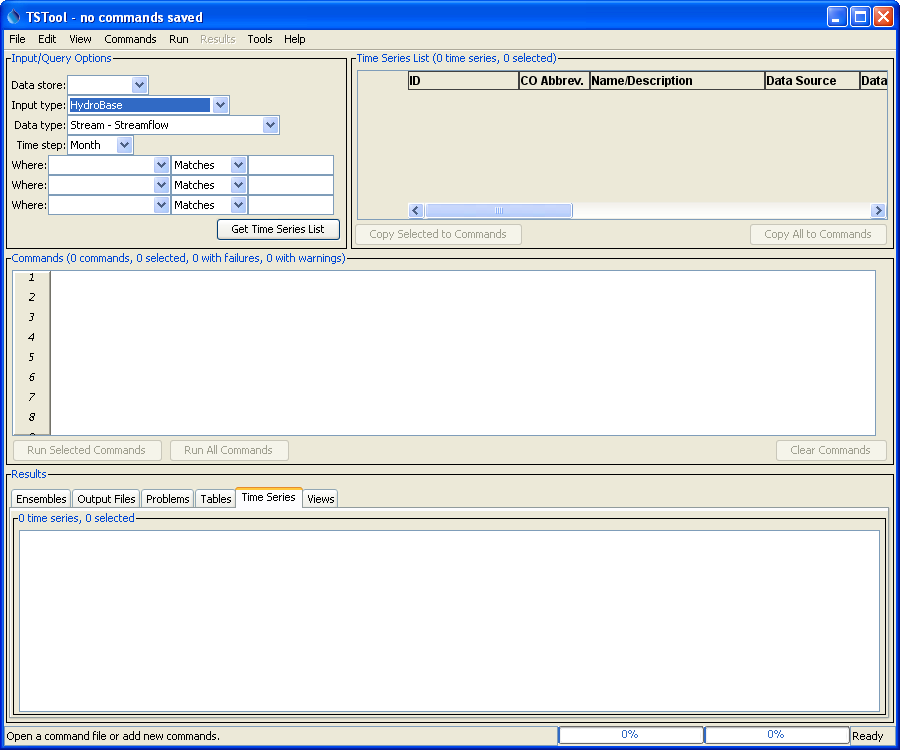 TSTool - no commands saved
File Edit View Commands Run Results Tools Help
Input/Query Options
Data store:
Input type: HydroBase
Data type: Stream - Streamflow
Time step: Month
Where: Matches
Where: Matches
Where: Matches
Get Time Series List
Time Series List (0 time series, 0 selected)
ID CO Abbrev. Name/Description Data Source Data
Copy Selected to Commands Copy All to Commands
Commands (0 commands, 0 selected, 0 with failures, 0 with warnings)
1
2
3
4
5
6
7
8
Run Selected Commands Run All Commands Clear Commands
Results
Ensembles Output Files Problems Tables Time Series Views
0 time series, 0 selected
Open a command file or add new commands. 0% 0% Ready